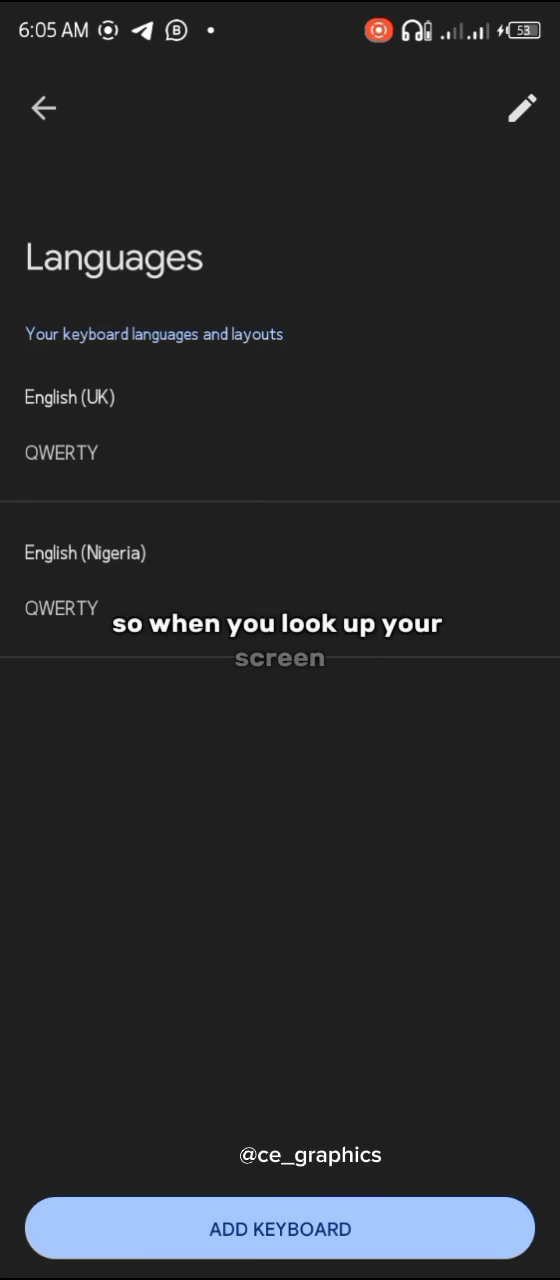 6:05 AM
53
Languages
Your keyboard languages and layouts
English (UK)
QWERTY
English (Nigeria)
QWERTY
so when you look up your
screen
@ce_graphics
ADD KEYBOARD